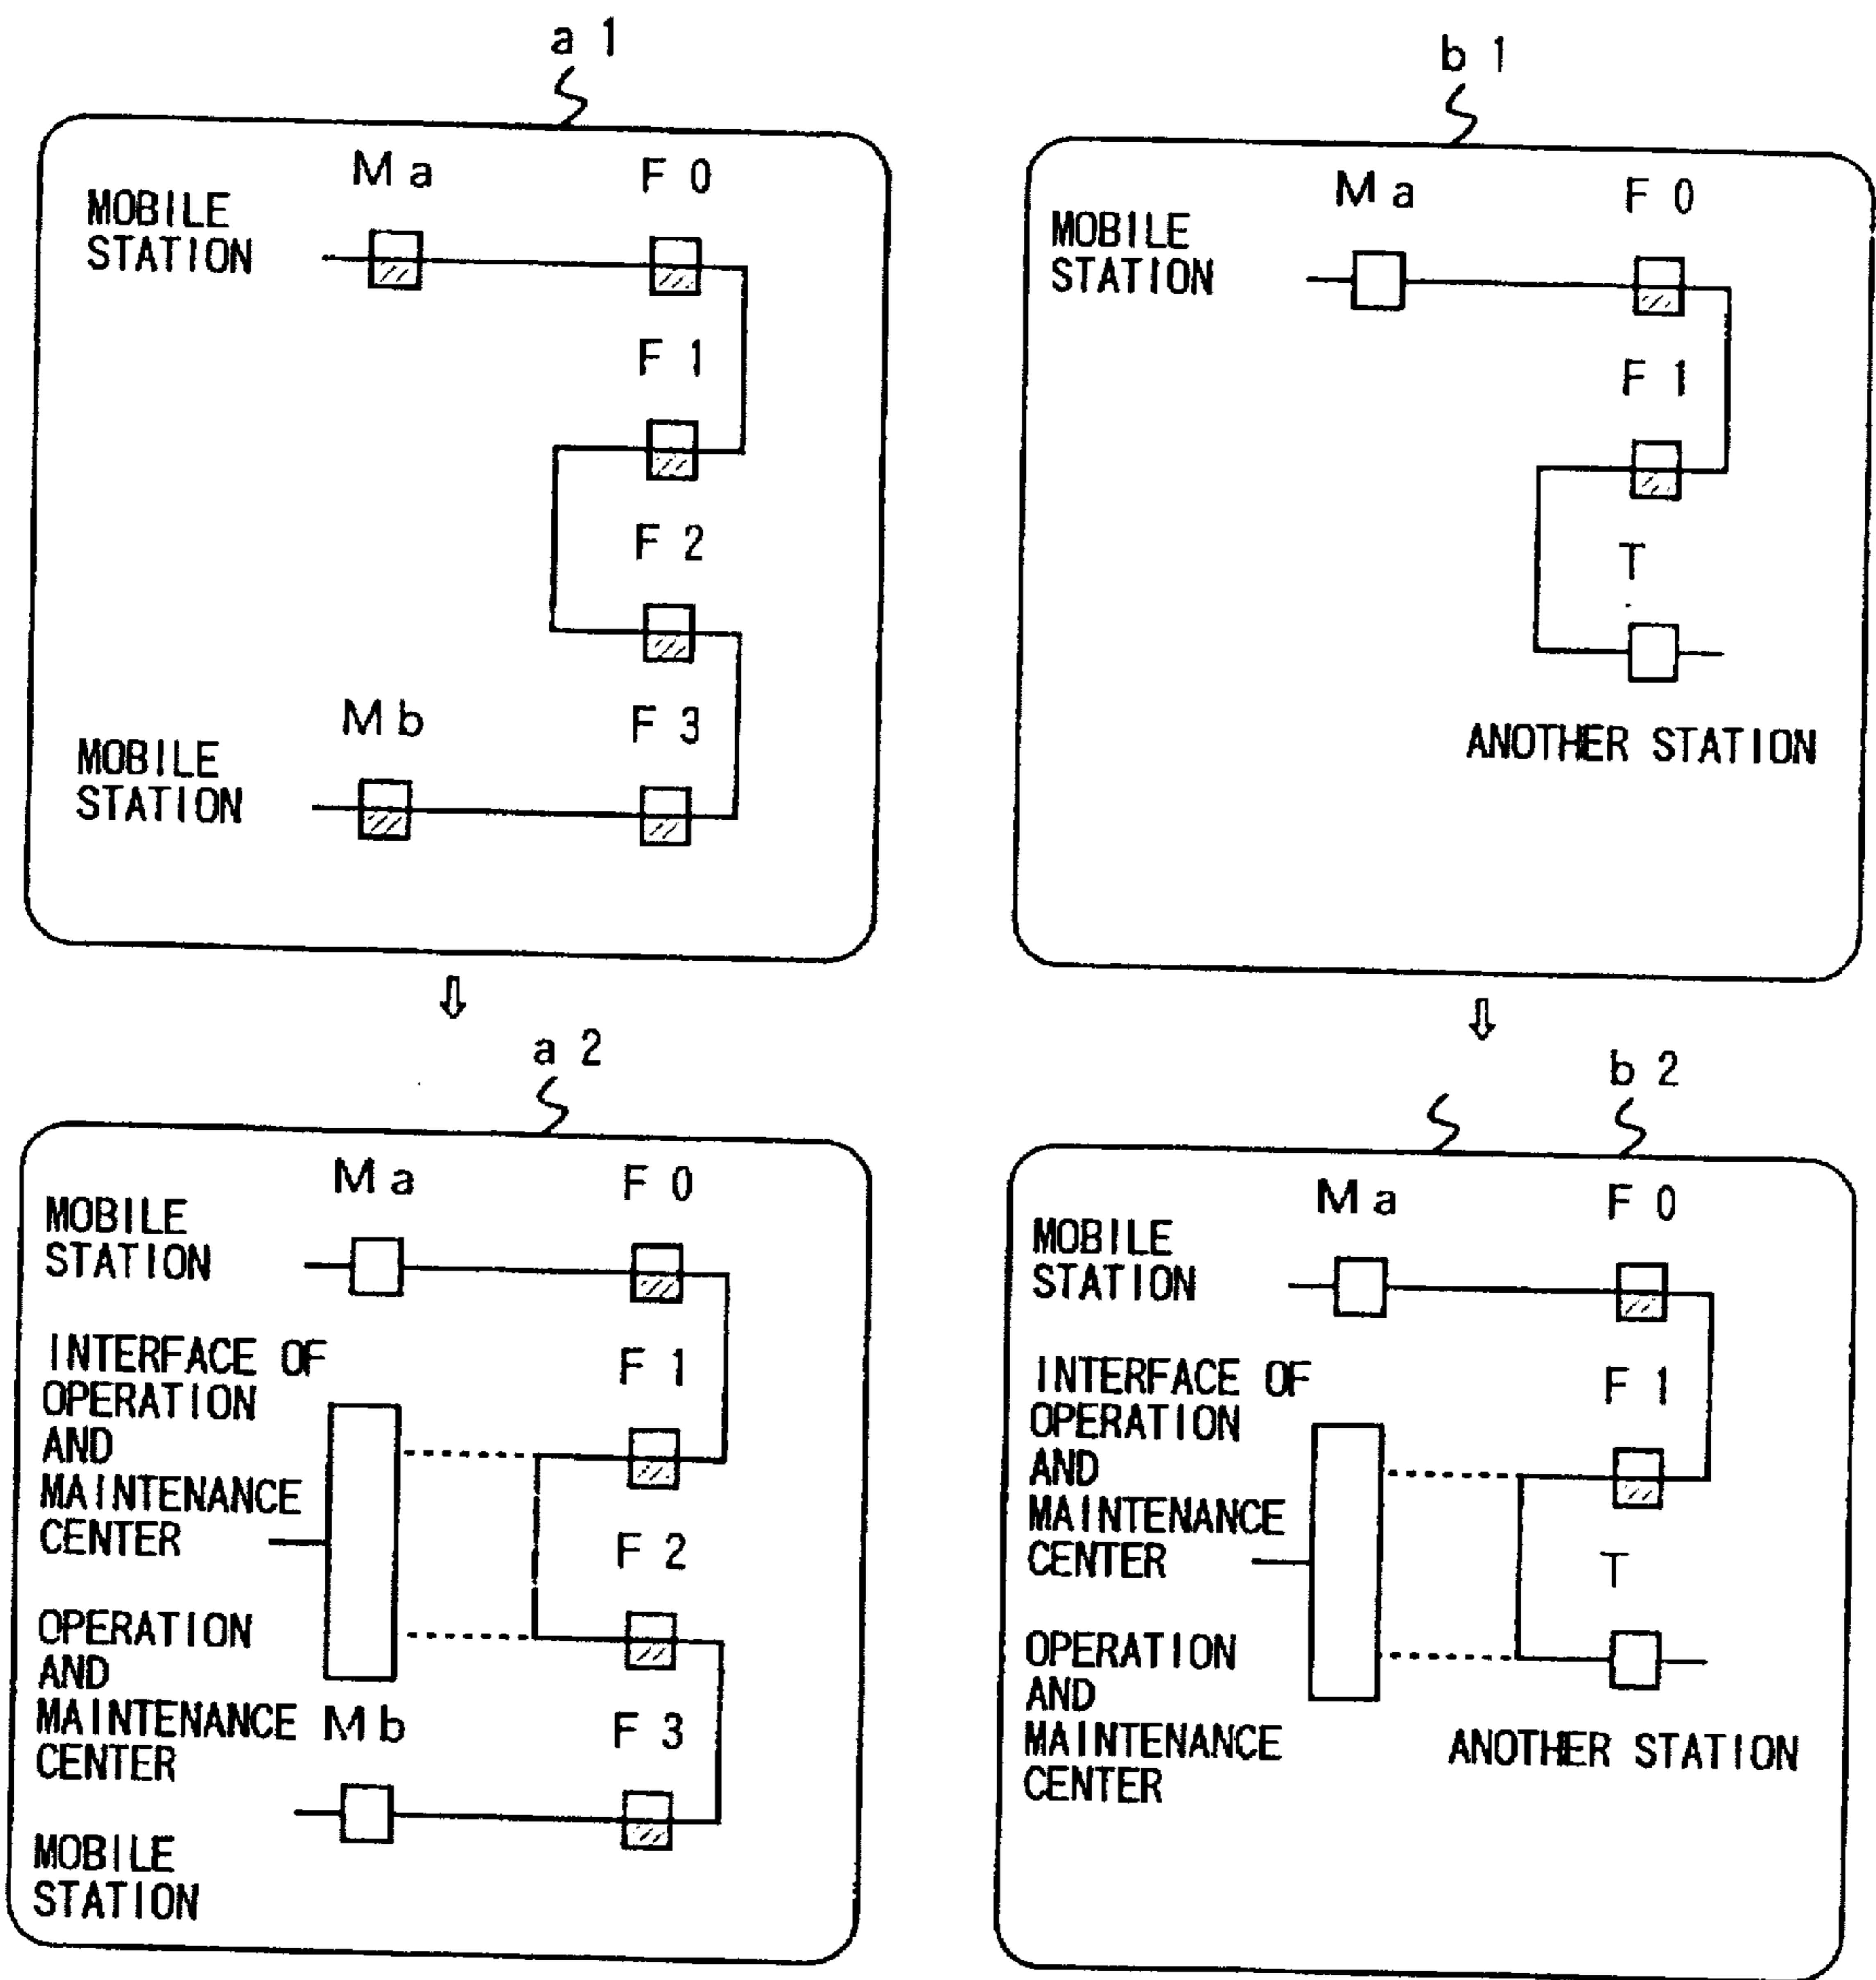 a 1
M a
F 0
MOBILE
STATION
F 1
F 2
M b
F 3
MOBILE
STATION
b 1
M a
F 0
MOBILE
STATION
F 1
T
ANOTHER STATION
a 2
M a
F 0
MOBILE
STATION
INTERFACE OF
OPERATION
AND
MAINTENANCE
CENTER
F 1
F 2
OPERATION
AND
MAINTENANCE
CENTER
M b
F 3
MOBILE
STATION
b 2
M a
F 0
MOBILE
STATION
INTERFACE OF
OPERATION
AND
MAINTENANCE
CENTER
F 1
T
OPERATION
AND
MAINTENANCE
CENTER
ANOTHER STATION